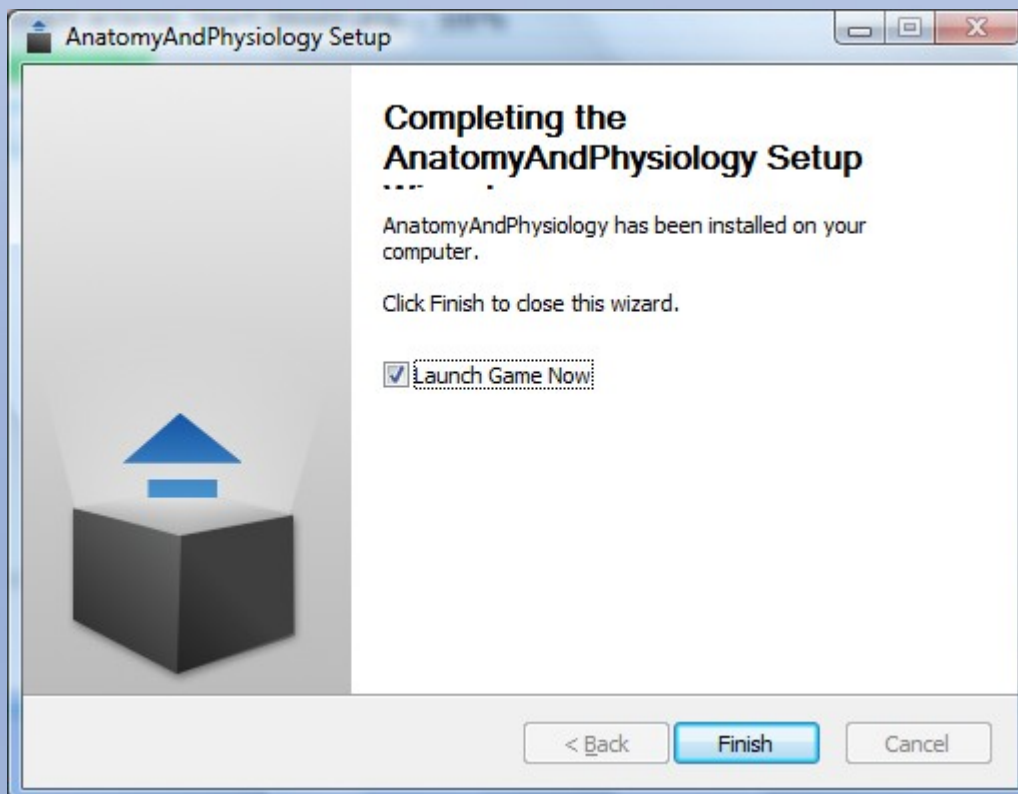 AnatomyAndPhysiology Setup
Completing the
AnatomyAndPhysiology Setup
AnatomyAndPhysiology has been installed on your
computer.
Click Finish to close this wizard.
Launch Game Now
< Back
Finish
Cancel